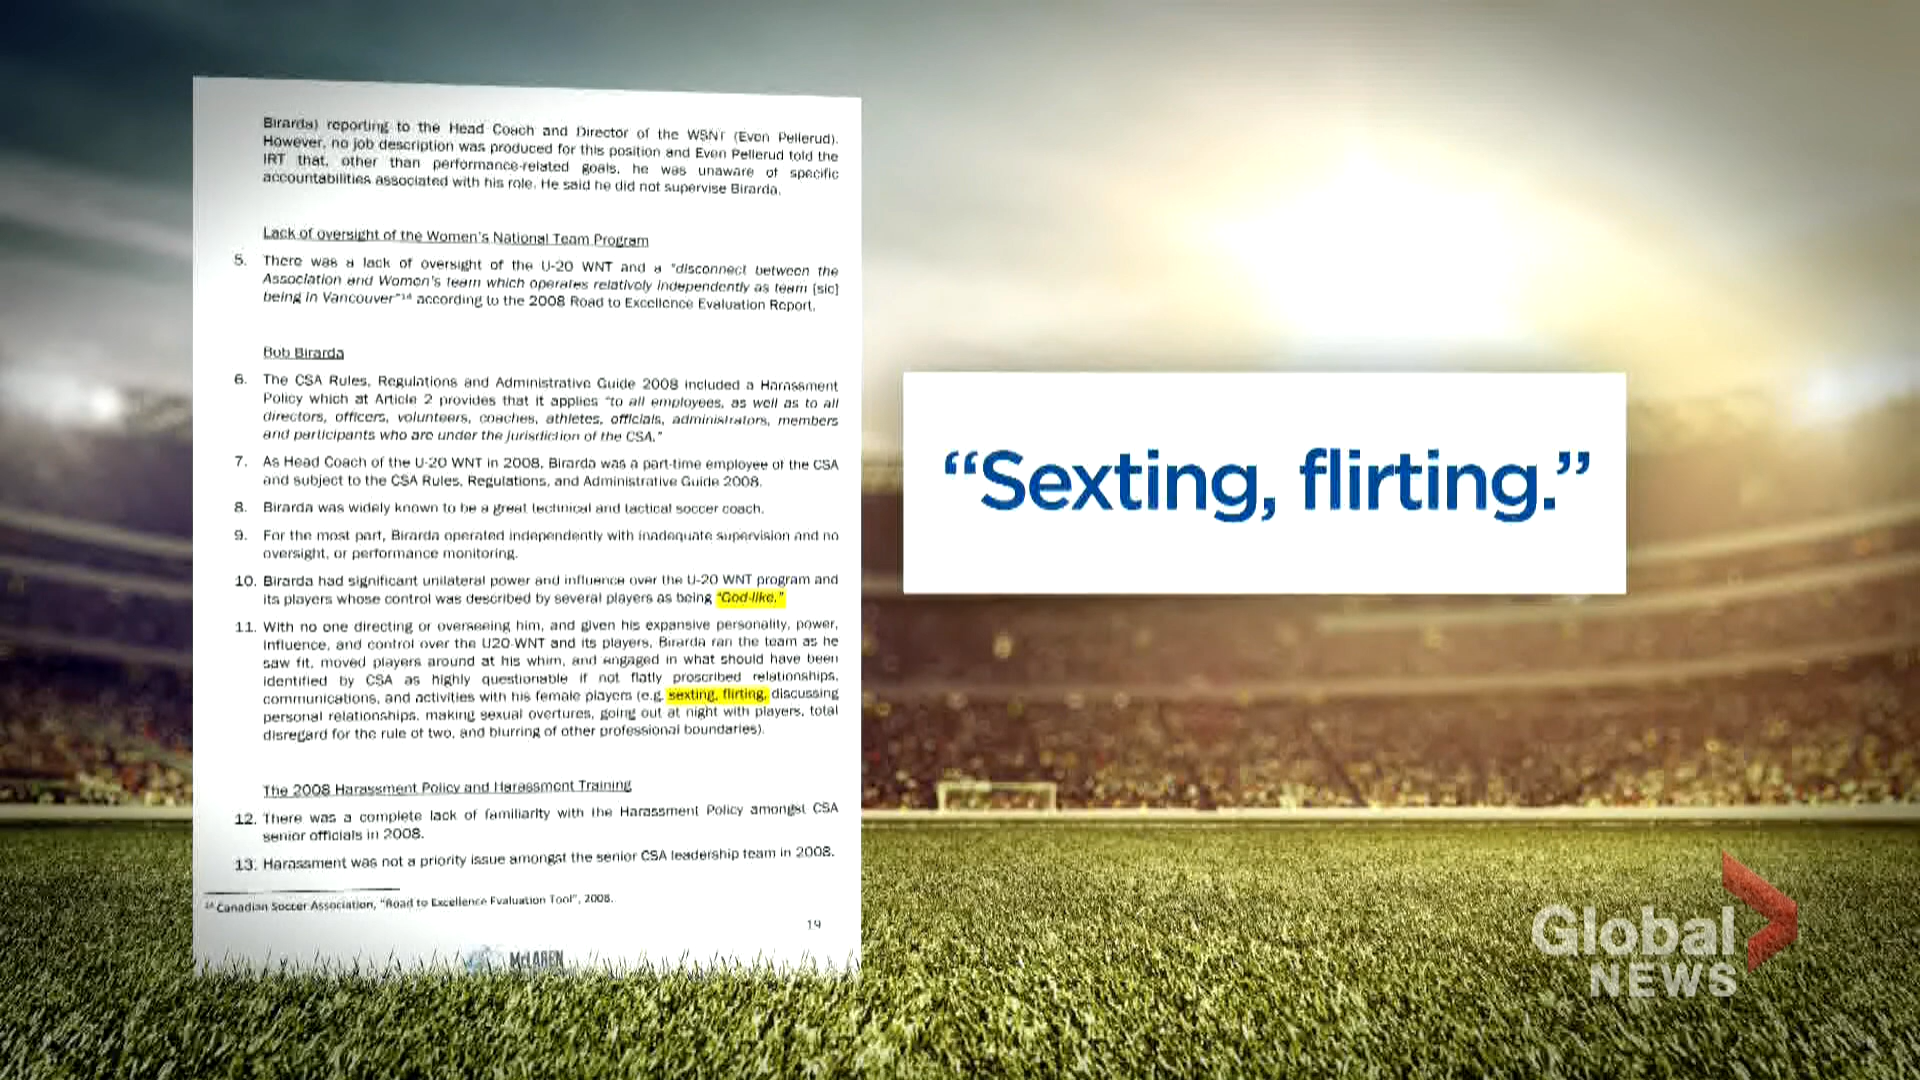 Birarda) reporting to the Head Coach and Director of the WSNT (Even Pellerud).
However, no job description was produced for this position and Even Pellerud told the
IRT that, other than performance-related goals, he was unaware of specific
accountabilities associated with his role. He said he did not supervise Birarda.
Lack of oversight of the Women's National Team Program
5. There was a lack of oversight of the U-20 WNT and a "disconnect between the
Association and Women's team which operates relatively independently as team [sic]
being in Vancouver"¹⁴ according to the 2008 Road to Excellence Evaluation Report.
Bob Birarda
6. The CSA Rules, Regulations and Administrative Guide 2008 included a Harassment
Policy which at Article 2 provides that it applies "to all employees, as well as to all
directors, officers, volunteers, coaches, athletes, officials, administrators, members
and participants who are under the jurisdiction of the CSA."
7. As Head Coach of the U-20 WNT in 2008, Birarda was a part-time employee of the CSA
and subject to the CSA Rules, Regulations, and Administrative Guide 2008.
8. Birarda was widely known to be a great technical and tactical soccer coach.
9. For the most part, Birarda operated independently with inadequate supervision and no
oversight, or performance monitoring.
10. Birarda had significant unilateral power and influence over the U-20 WNT program and
its players whose control was described by several players as being "God-like."
11. With no one directing or overseeing him, and given his expansive personality, power,
influence, and control over the U20-WNT and its players, Birarda ran the team as he
saw fit, moved players around at his whim, and engaged in what should have been
identified by CSA as highly questionable if not flatly proscribed relationships,
communications, and activities with his female players (e.g. sexting, flirting, discussing
personal relationships, making sexual overtures, going out at night with players, total
disregard for the rule of two, and blurring of other professional boundaries).
The 2008 Harassment Policy and Harassment Training
12. There was a complete lack of familiarity with the Harassment Policy amongst CSA
senior officials in 2008.
13. Harassment was not a priority issue amongst the senior CSA leadership team in 2008.
¹⁴ Canadian Soccer Association, "Road to Excellence Evaluation Tool", 2008.
19
McLAREN
"Sexting, flirting."
Global
NEWS